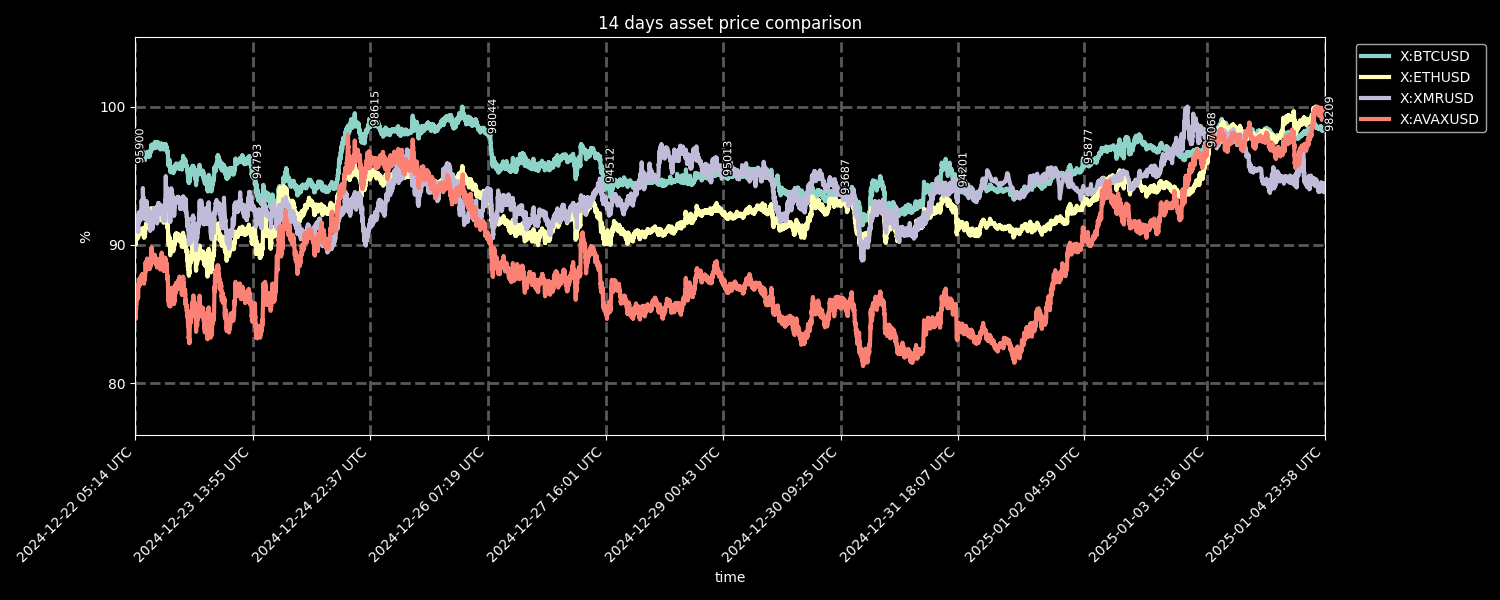 14 days asset price comparison
X:BTCUSD
X:ETHUSD
X:XMRUSD
X:AVAXUSD
%
100
90
80
95900
94793
98615
98044
94512
95013
93687
94201
95877
97068
98209
2024-12-22 05:14 UTC
2024-12-23 13:55 UTC
2024-12-24 22:37 UTC
2024-12-26 07:19 UTC
2024-12-27 16:01 UTC
2024-12-29 00:43 UTC
2024-12-30 09:25 UTC
2024-12-31 18:07 UTC
2025-01-02 04:59 UTC
2025-01-03 15:16 UTC
2025-01-04 23:58 UTC
time